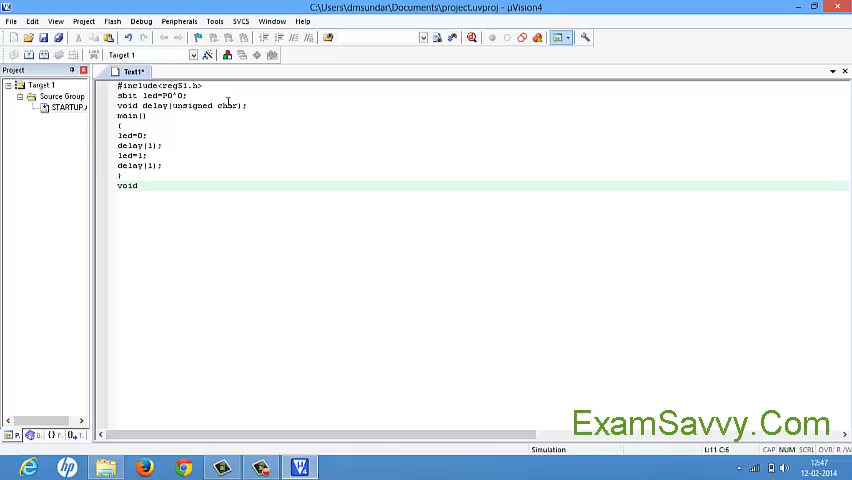 C:\Users\dmsundar\Documents\project.uvproj - µVision4
File Edit View Project Flash Debug Peripherals Tools SVCS Window Help
Target 1
Project
Text1*
Target 1
Source Group
STARTUP.A
#include<reg51.h>
sbit led=P0^0;
void delay(unsigned char);
main()
{
led=0;
delay(1);
led=1;
delay(1);
}
void
ExamSavvy.Com
Simulation
L:11 C:6
CAP NUM SCRL OVR R/W
12:47
12-02-2014